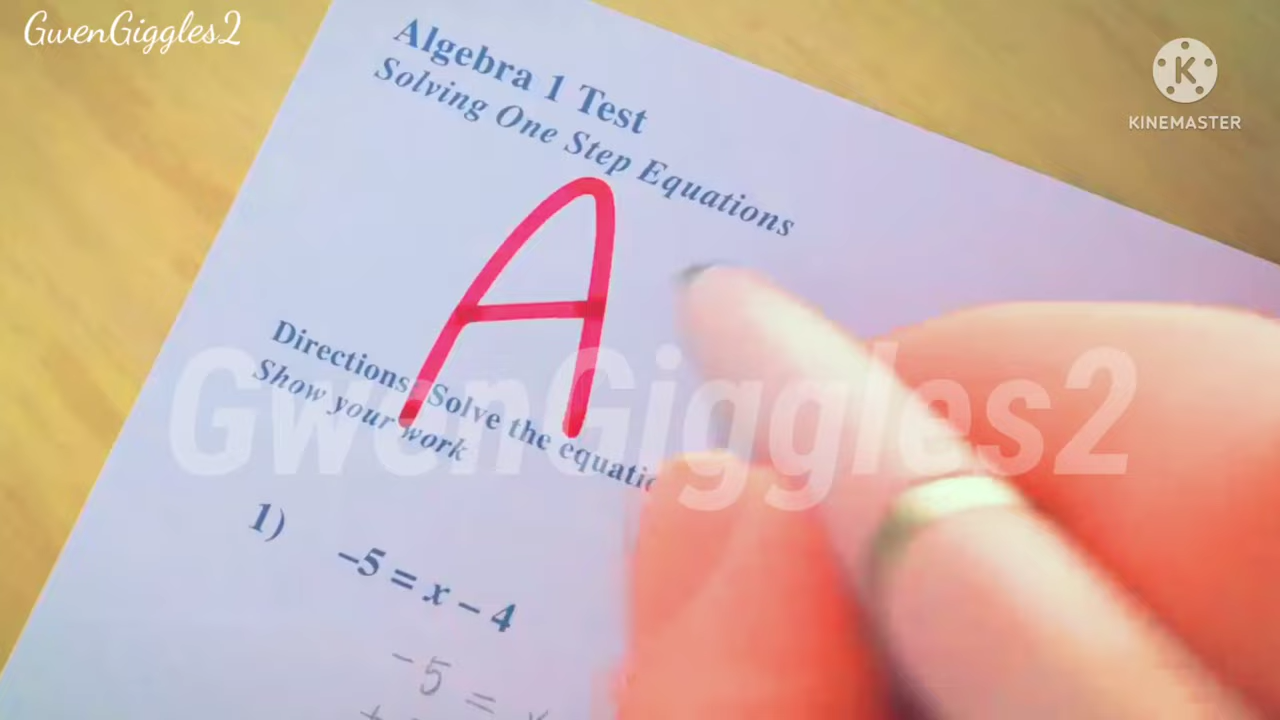 GwenGiggles2
K
KINEMASTER
Algebra 1 Test
Solving One Step Equations
A
Directions: Solve the
Show your work
GwenGiggles2
1) –5 = x – 4
-5 =
+